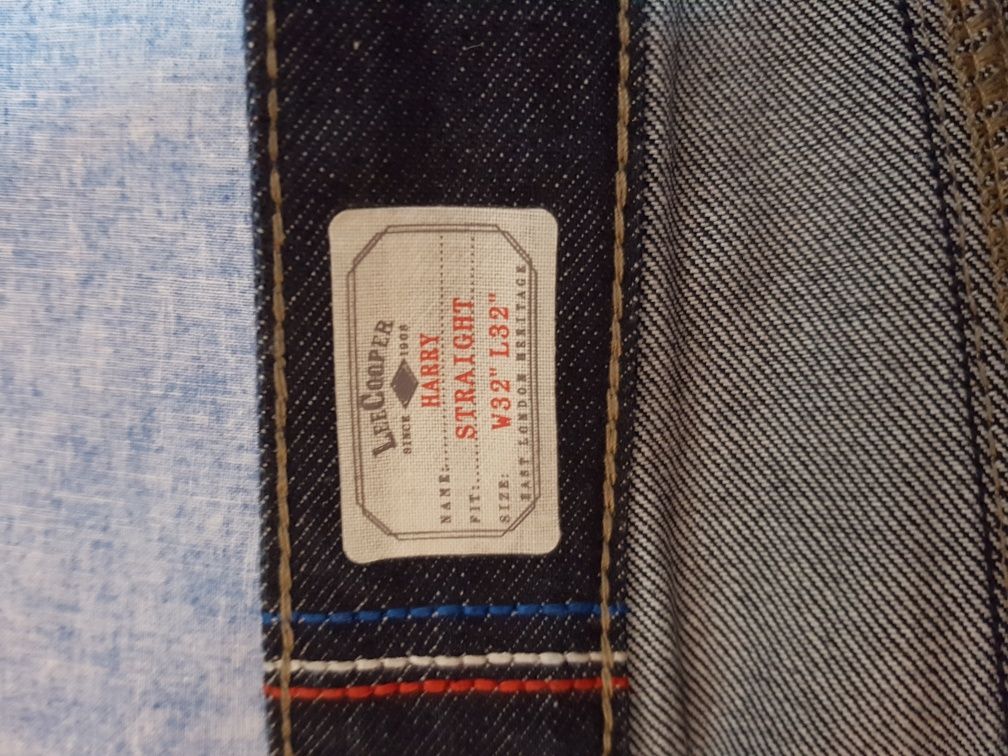 LEE COOPER
SINCE 1908
NAME: HARRY
FIT: STRAIGHT
SIZE: W32" L32"
EAST LONDON HERITAGE